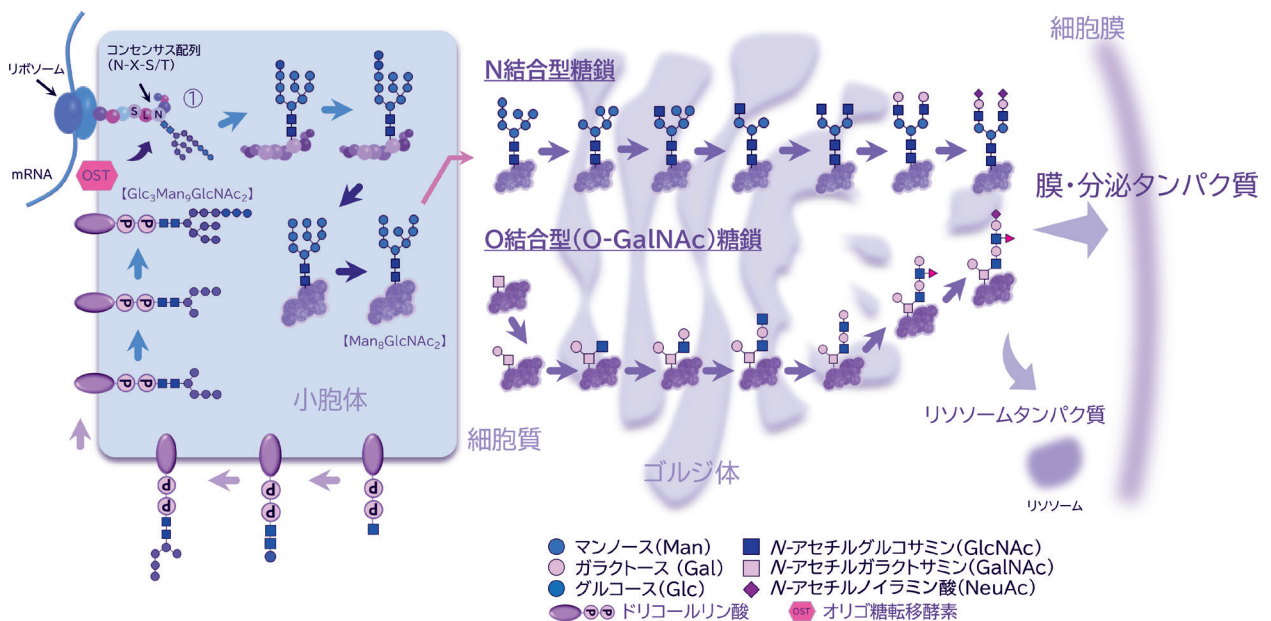 コンセンサス配列
(N-X-S/T)
リボソーム
①
S L N
mRNA
OST
【Glc₃Man₉GlcNAc₂】
P P
P P
P P
【Man₈GlcNAc₂】
小胞体
細胞質
P P
P P
P P
N結合型糖鎖
O結合型(O-GalNAc)糖鎖
ゴルジ体
細胞膜
膜・分泌タンパク質
リソソームタンパク質
リソソーム
マンノース(Man)
ガラクトース (Gal)
グルコース(Glc)
P P ドリコールリン酸
N-アセチルグルコサミン(GlcNAc)
N-アセチルガラクトサミン(GalNAc)
N-アセチルノイラミン酸(NeuAc)
OST オリゴ糖転移酵素